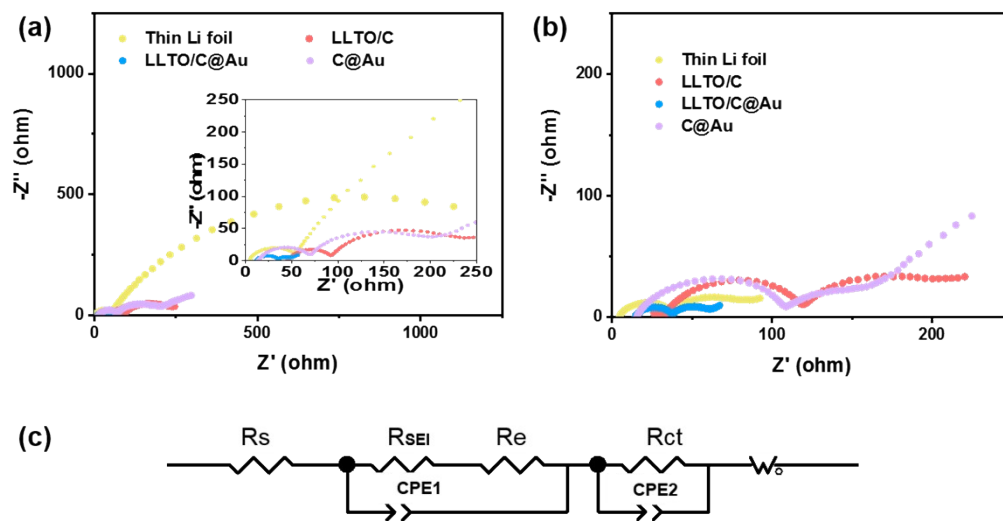 (a)
Thin Li foil
LLTO/C
LLTO/C@Au
C@Au
1000
500
0
-Z'' (ohm)
0
500
1000
Z' (ohm)
250
200
150
100
50
0
-Z'' (ohm)
0
50
100
150
200
250
Z' (ohm)
(b)
Thin Li foil
LLTO/C
LLTO/C@Au
C@Au
200
100
0
-Z'' (ohm)
0
100
200
Z' (ohm)
(c)
Rs
RSEI
Re
Rct
CPE1
CPE2
W